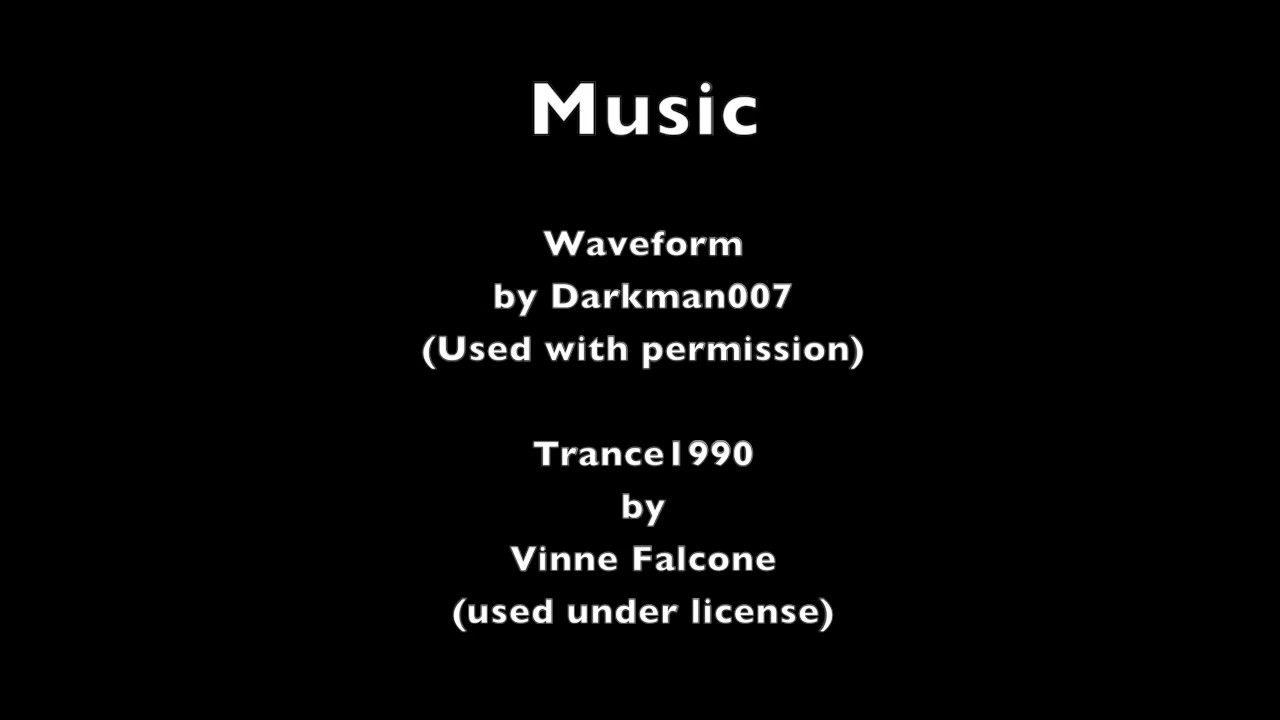 Music
Waveform
by Darkman007
(Used with permission)
Trance1990
by
Vinne Falcone
(used under license)